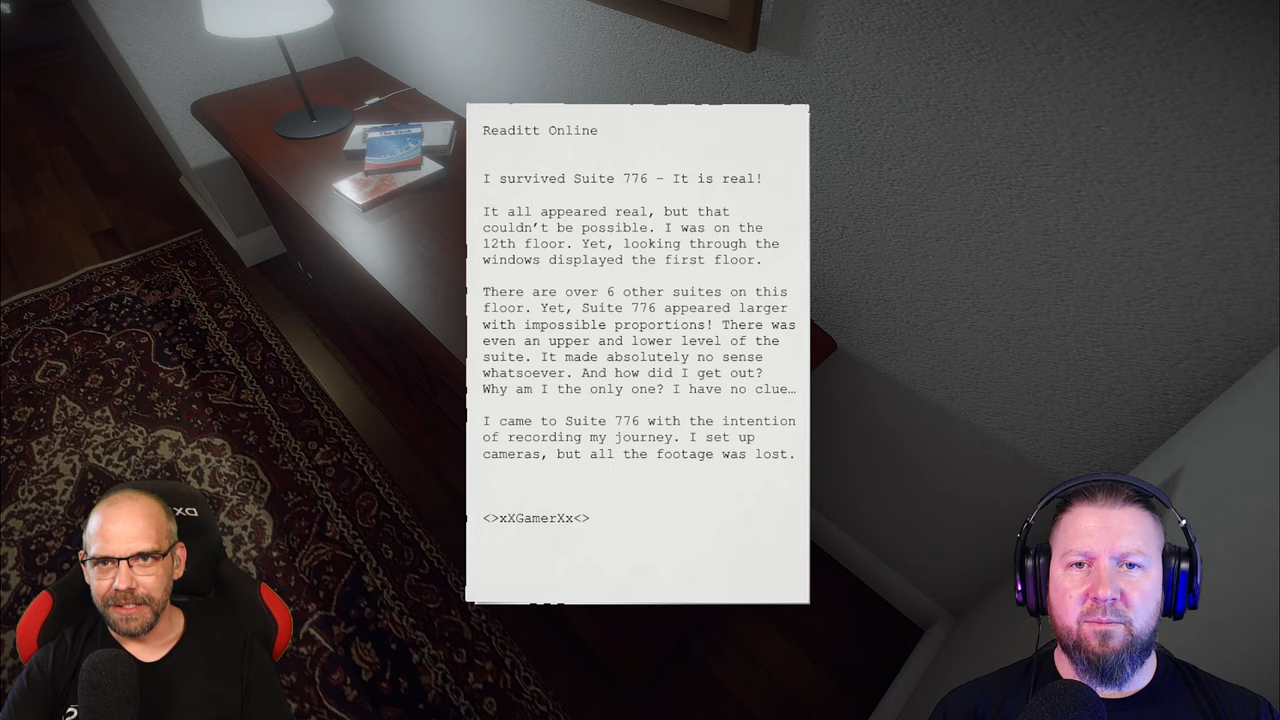 Readitt Online
I survived Suite 776 – It is real!
It all appeared real, but that
couldn't be possible. I was on the
12th floor. Yet, looking through the
windows displayed the first floor.
There are over 6 other suites on this
floor. Yet, Suite 776 appeared larger
with impossible proportions! There was
even an upper and lower level of the
suite. It made absolutely no sense
whatsoever. And how did I get out?
Why am I the only one? I have no clue…
I came to Suite 776 with the intention
of recording my journey. I set up
cameras, but all the footage was lost.
<>xXGamerXx<>